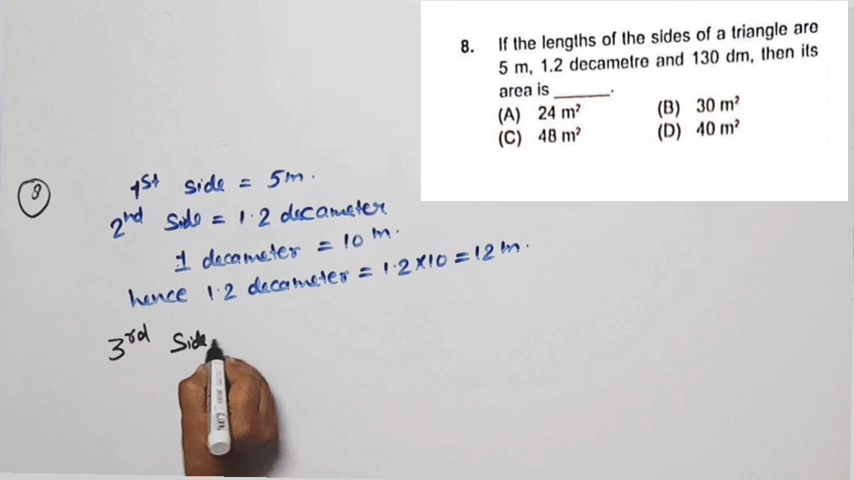 8. If the lengths of the sides of a triangle are
5 m, 1.2 decametre and 130 dm, then its
area is ______.
(A) 24 m² (B) 30 m²
(C) 48 m² (D) 40 m²
8
1st side = 5m.
2nd Side = 1.2 decameter
1 decameter = 10 m.
hence 1.2 decameter = 1.2×10 = 12 m.
3rd Side